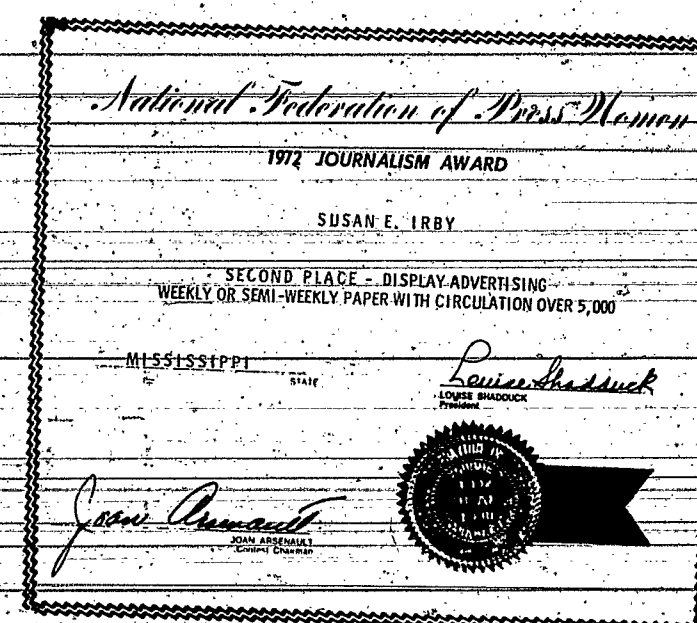 National Federation of Press Women
1972 JOURNALISM AWARD
SUSAN E. IRBY
SECOND PLACE - DISPLAY ADVERTISING
WEEKLY OR SEMI-WEEKLY PAPER WITH CIRCULATION OVER 5,000
MISSISSIPPI
STATE
Louise Shadduck
LOUISE SHADDUCK
President
Joan Arsenault
JOAN ARSENAULT
Contest Chairman